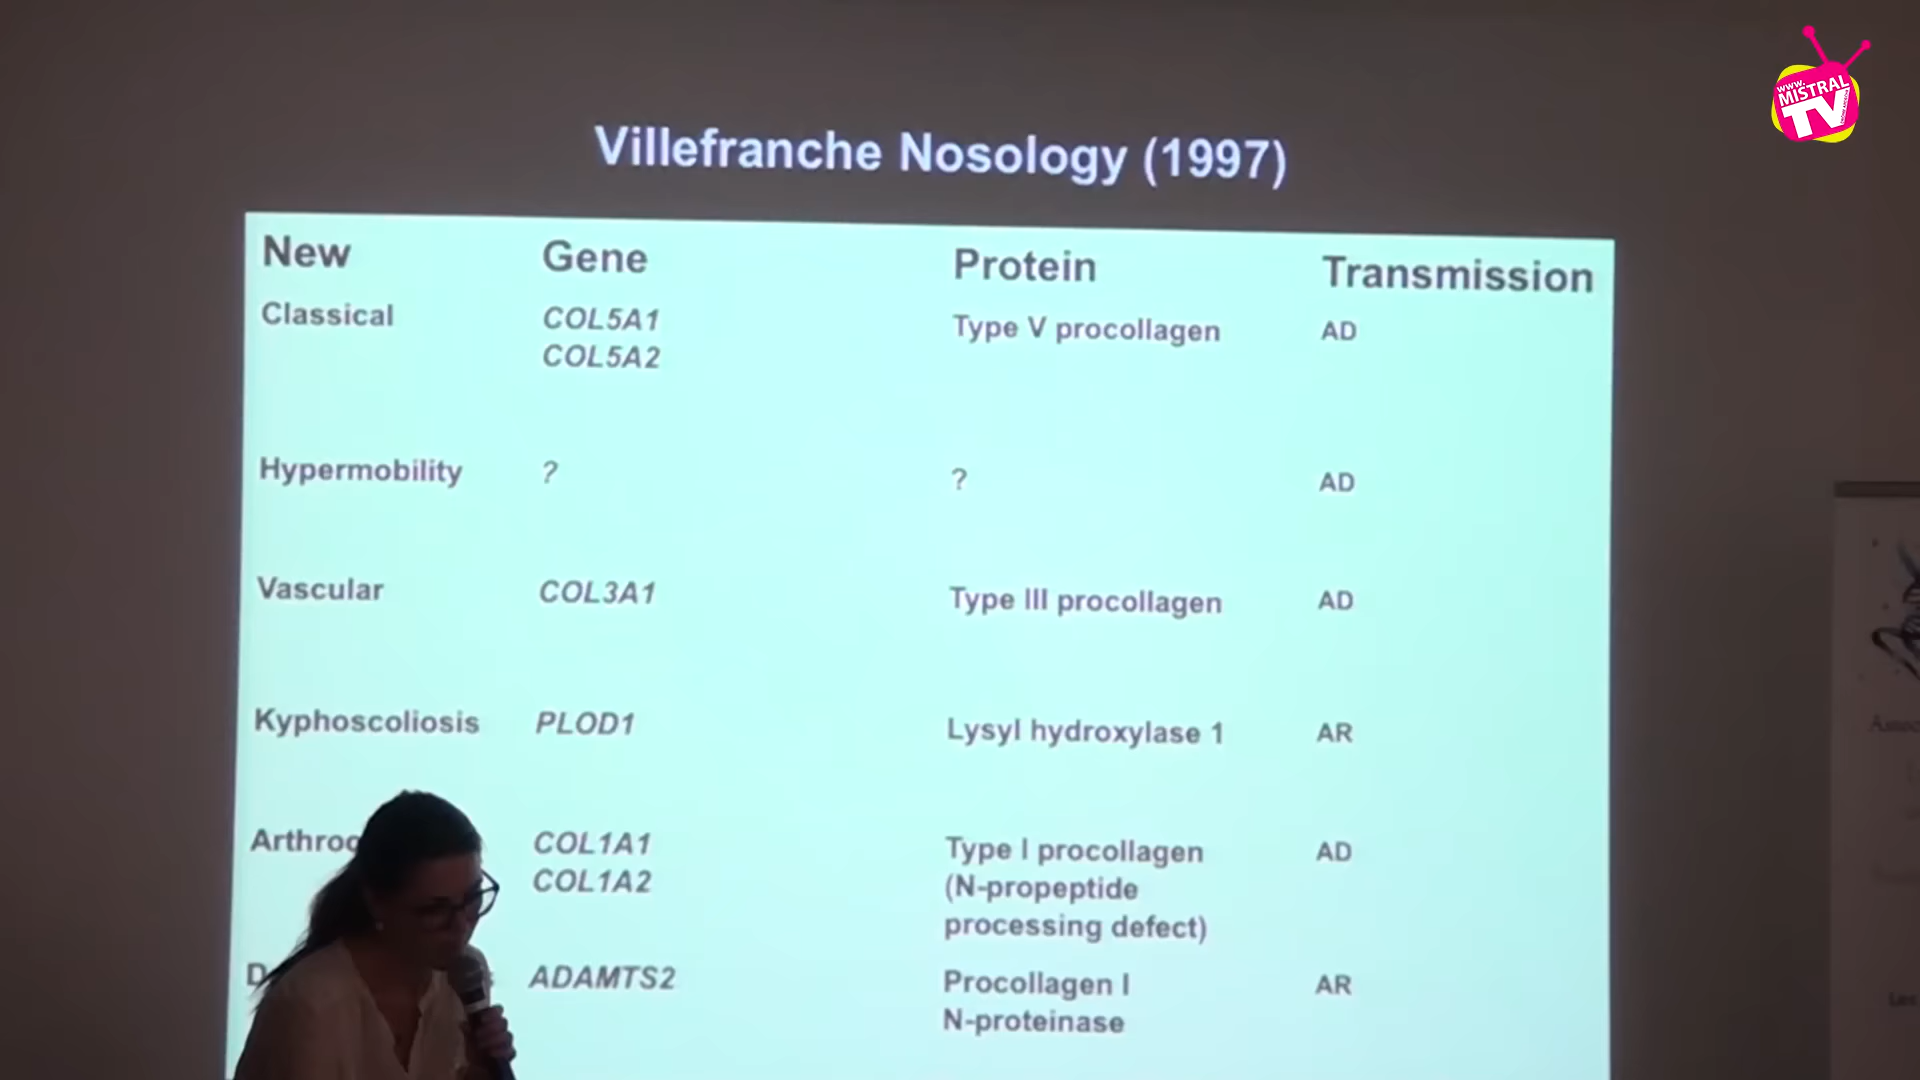 www.
MISTRAL
TV
Villefranche Nosology (1997)
New Gene Protein Transmission
Classical COL5A1 Type V procollagen AD
COL5A2
Hypermobility ? ? AD
Vascular COL3A1 Type III procollagen AD
Kyphoscoliosis PLOD1 Lysyl hydroxylase 1 AR
COL1A1 Type I procollagen AD
COL1A2 (N-propeptide
processing defect)
ADAMTS2 Procollagen I AR
N-proteinase